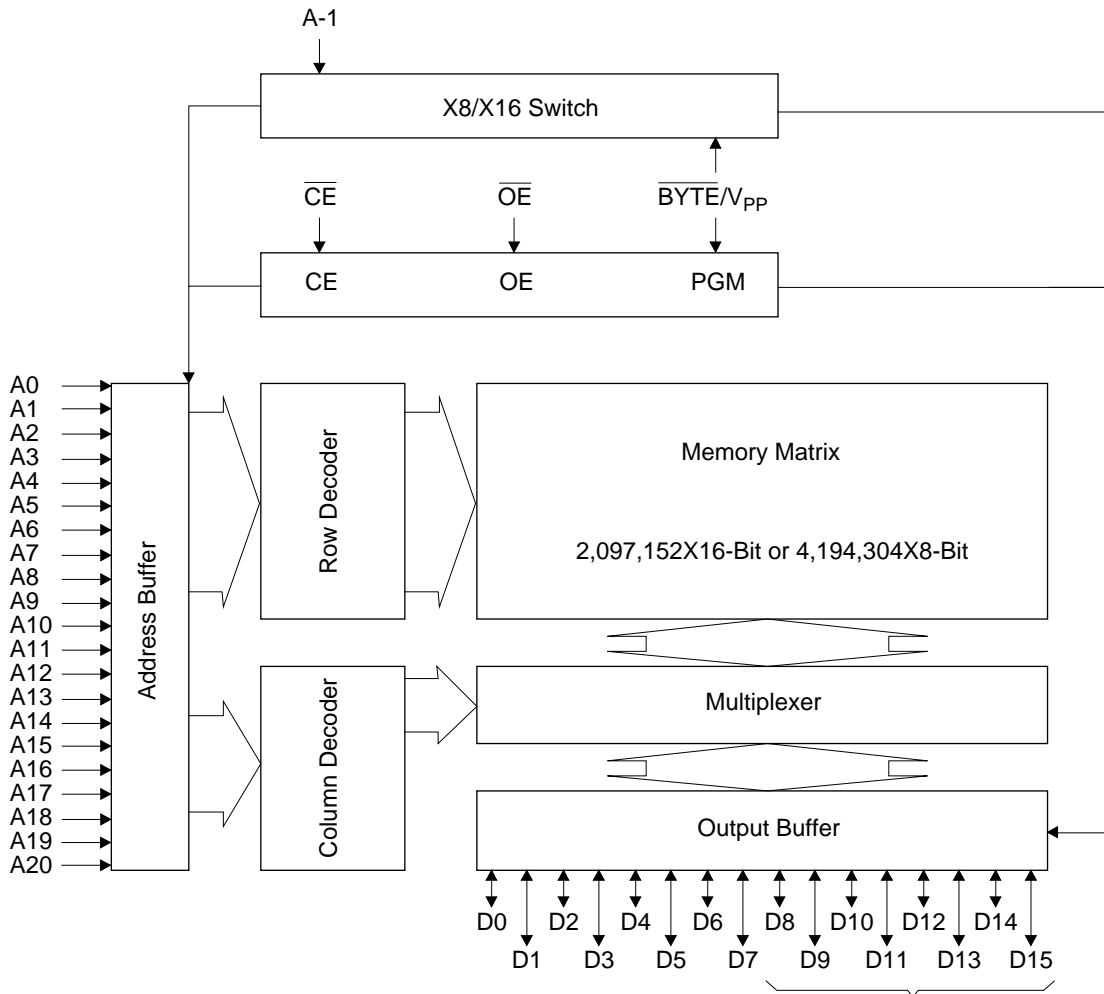 A-1
X8/X16 Switch
CE OE BYTE/VPP
CE OE PGM
A0
A1
A2
A3
A4
A5
A6
A7
A8
A9
A10
A11
A12
A13
A14
A15
A16
A17
A18
A19
A20
Address Buffer
Row Decoder
Memory Matrix
2,097,152X16-Bit or 4,194,304X8-Bit
Column Decoder
Multiplexer
Output Buffer
D0 D2 D4 D6 D8 D10 D12 D14
D1 D3 D5 D7 D9 D11 D13 D15